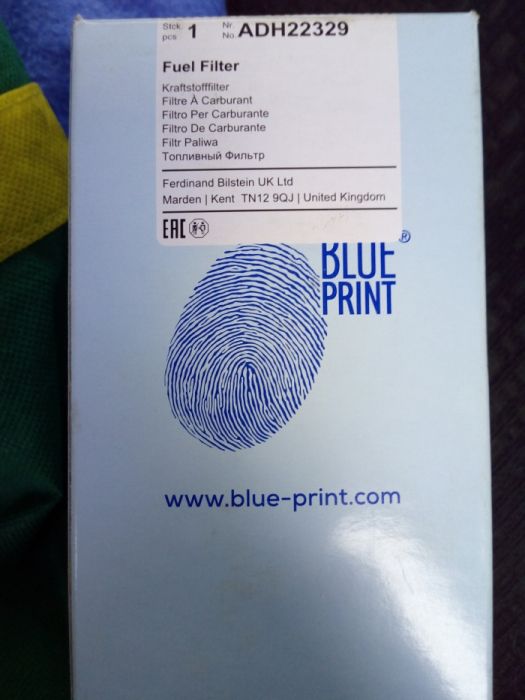 Stck. 1 Nr. ADH22329
pcs No.
Fuel Filter
Kraftstofffilter
Filtre À Carburant
Filtro Per Carburante
Filtro De Carburante
Filtr Paliwa
Топливный Фильтр
Ferdinand Bilstein UK Ltd
Marden | Kent TN12 9QJ | United Kingdom
EAC
BLUE ®
PRINT
www.blue-print.com